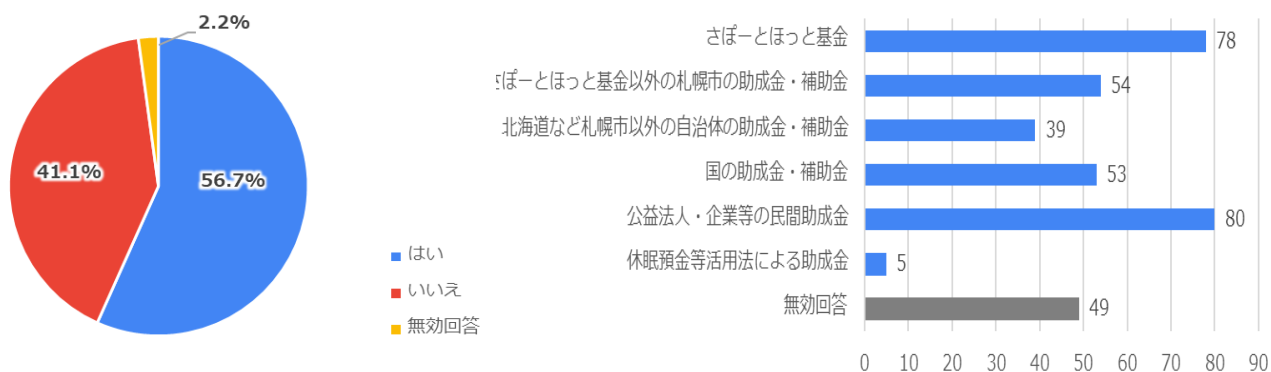 2.2%
41.1%
56.7%
はい
いいえ
無効回答
さぽーとほっと基金
78
さぽーとほっと基金以外の札幌市の助成金・補助金
54
北海道など札幌市以外の自治体の助成金・補助金
39
国の助成金・補助金
53
公益法人・企業等の民間助成金
80
休眠預金等活用法による助成金
5
無効回答
49
0 10 20 30 40 50 60 70 80 90